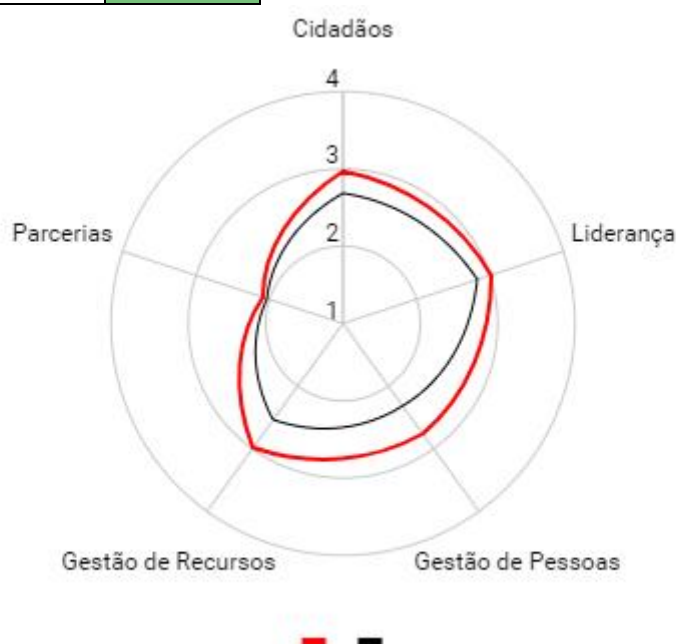 Cidadãos
4
3
Parcerias
2
Liderança
1
Gestão de Recursos
Gestão de Pessoas